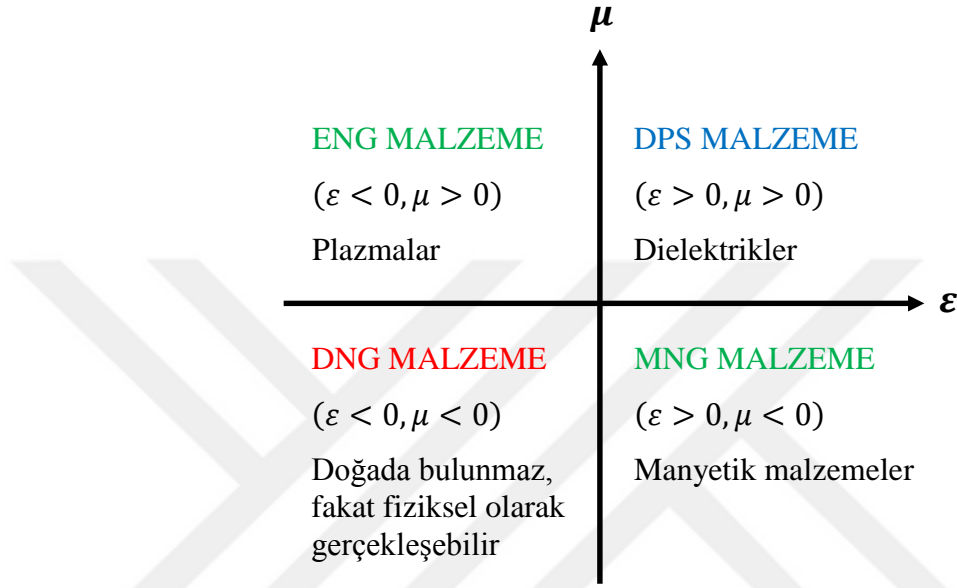 μ
ENG MALZEME
(ε < 0, μ > 0)
Plazmalar
DPS MALZEME
(ε > 0, μ > 0)
Dielektrikler
ε
DNG MALZEME
(ε < 0, μ < 0)
Doğada bulunmaz,
fakat fiziksel olarak
gerçekleşebilir
MNG MALZEME
(ε > 0, μ < 0)
Manyetik malzemeler